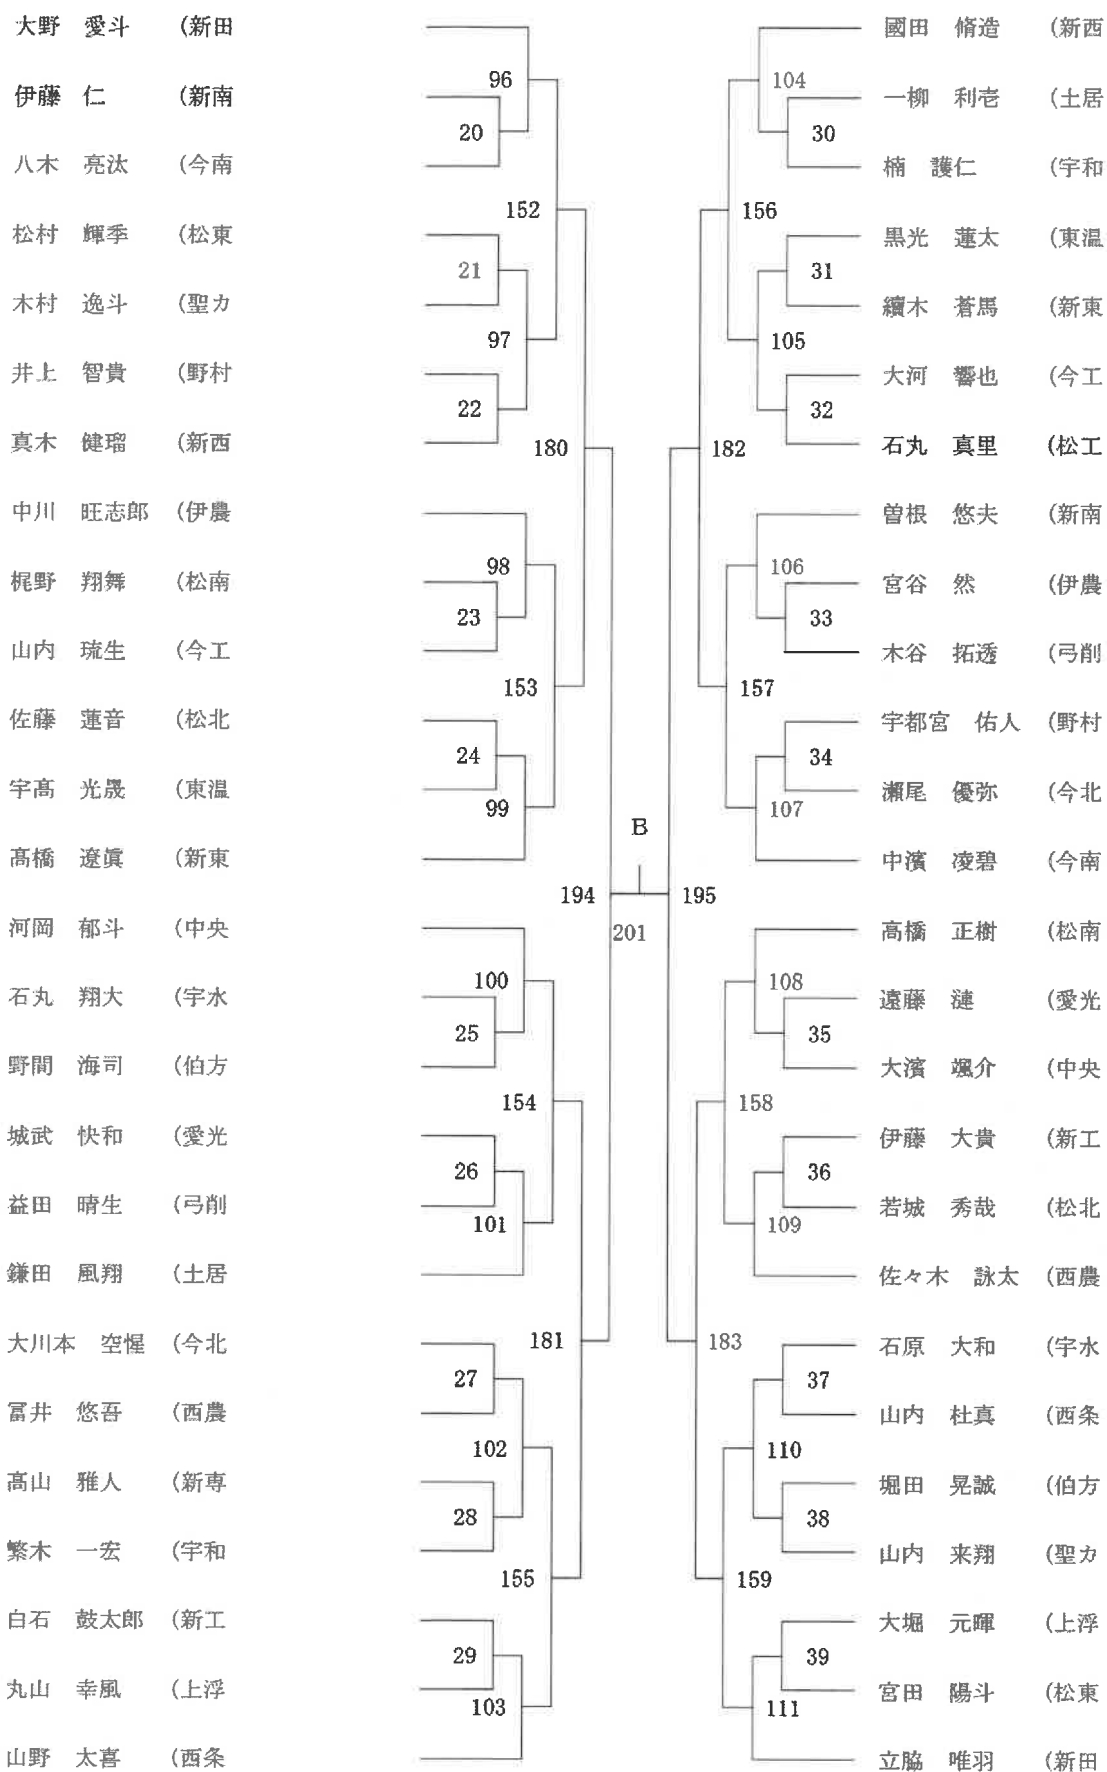 大野 愛斗 (新田
96
伊藤 仁 (新南
20
八木 亮汰 (今南
152
松村 輝季 (松東
21
木村 逸斗 (聖カ
97
井上 智貴 (野村
22
真木 健瑠 (新西
180
中川 旺志郎 (伊農
98
梶野 翔舞 (松南
23
山内 琉生 (今工
153
佐藤 蓮音 (松北
24
宇髙 光晟 (東温
99
髙橋 遼眞 (新東
194
河岡 郁斗 (中央
100
石丸 翔大 (宇水
25
野間 海司 (伯方
154
城武 快和 (愛光
26
益田 晴生 (弓削
101
鎌田 風翔 (土居
181
大川本 空惺 (今北
27
冨井 悠吾 (西農
102
髙山 雅人 (新専
28
繁木 一宏 (宇和
155
白石 鼓太郎 (新工
29
丸山 幸風 (上浮
103
山野 太喜 (西条
B
201
國田 脩造 (新西
104
一柳 利壱 (土居
30
楠 護仁 (宇和
156
黒光 蓮太 (東温
31
續木 蒼馬 (新東
105
大河 響也 (今工
32
石丸 真里 (松工
182
曽根 悠夫 (新南
106
宮谷 然 (伊農
33
木谷 拓透 (弓削
157
宇都宮 佑人 (野村
34
瀬尾 優弥 (今北
107
中濱 凌碧 (今南
195
高橋 正樹 (松南
108
遠藤 漣 (愛光
35
大濱 颯介 (中央
158
伊藤 大貴 (新工
36
若城 秀哉 (松北
109
佐々木 詠太 (西農
183
石原 大和 (宇水
37
山内 杜真 (西条
110
堀田 晃誠 (伯方
38
山内 来翔 (聖カ
159
大堀 元暉 (上浮
39
宮田 陽斗 (松東
111
立脇 唯羽 (新田